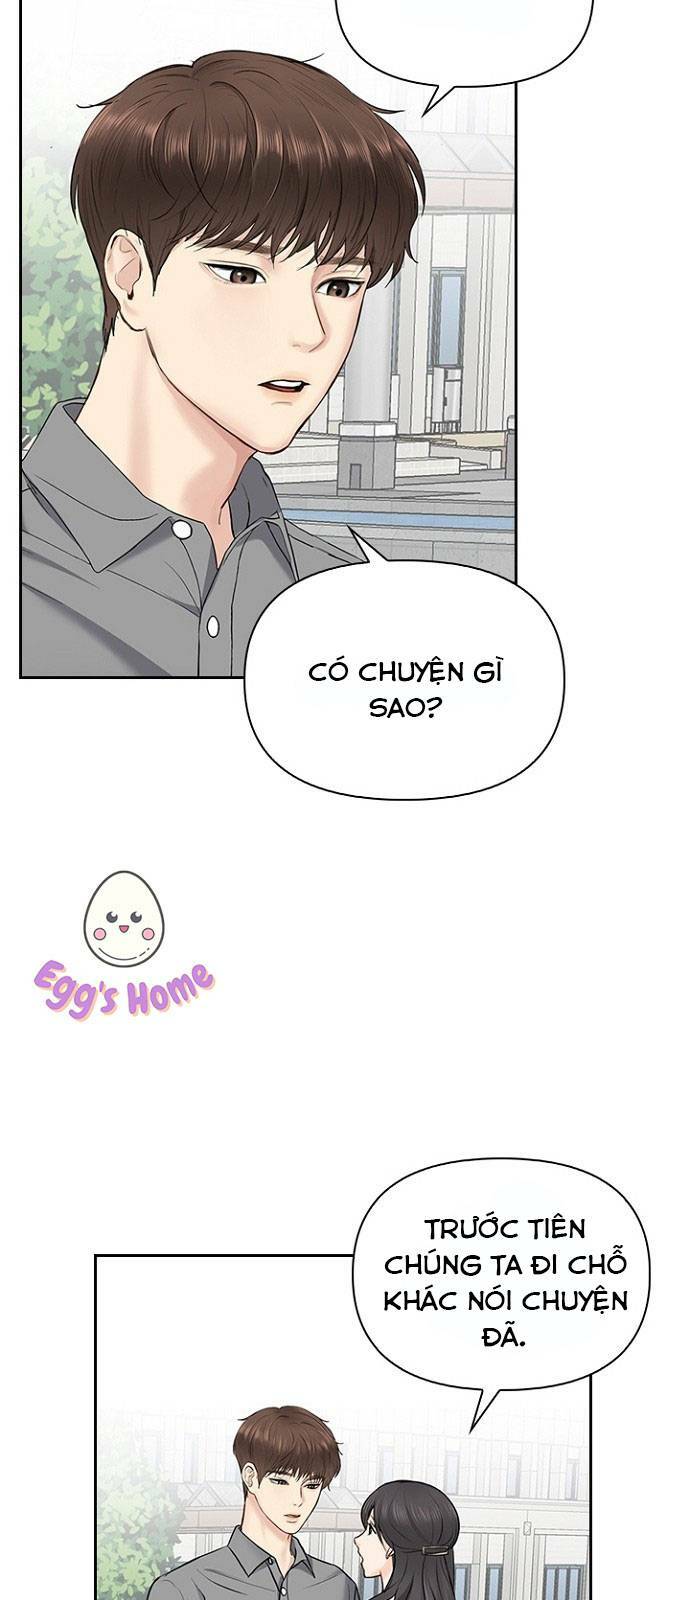 CÓ CHUYỆN GÌ
SAO?
Egg's Home
TRƯỚC TIÊN
CHÚNG TA ĐI CHỖ
KHÁC NÓI CHUYỆN
ĐÃ.